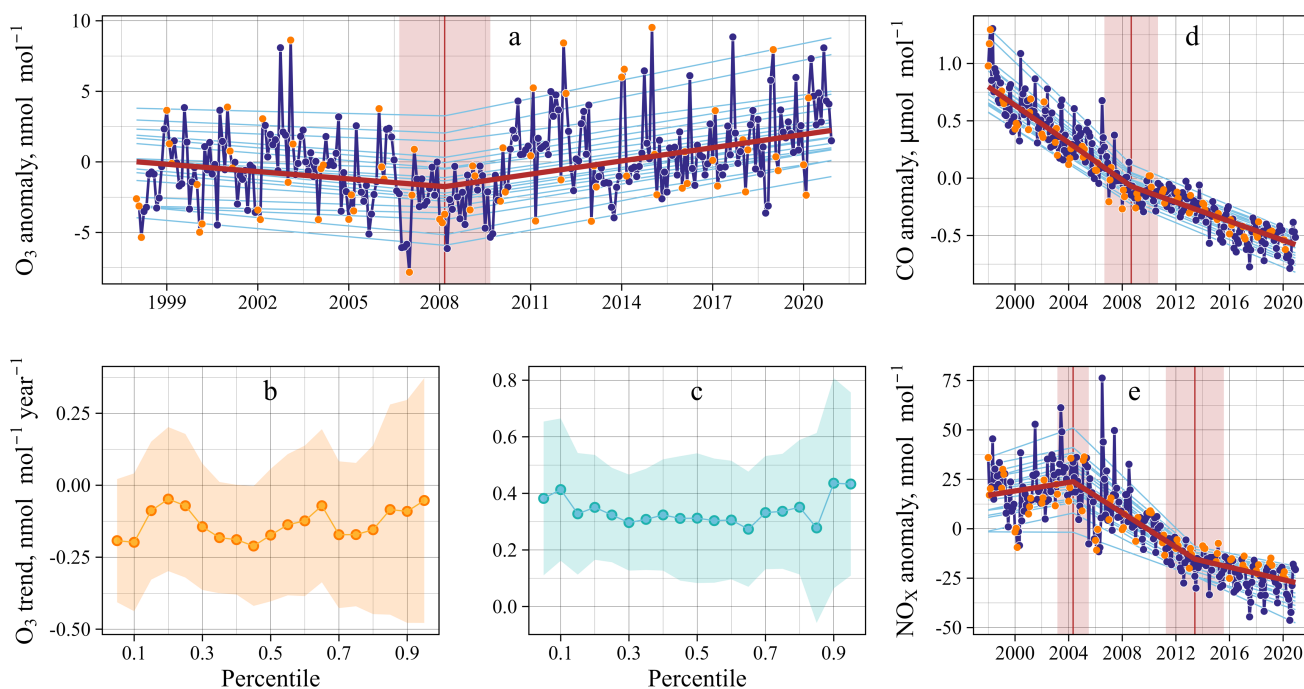 O₃ anomaly, nmol mol⁻¹
10
5
0
-5
a
1999 2002 2005 2008 2011 2014 2017 2020
CO anomaly, μmol mol⁻¹
1.0
0.5
0.0
-0.5
d
2000 2004 2008 2012 2016 2020
O₃ trend, nmol mol⁻¹ year⁻¹
0.25
0.00
-0.25
-0.50
b
0.1 0.3 0.5 0.7 0.9
Percentile
0.8
0.6
0.4
0.2
0.0
c
0.1 0.3 0.5 0.7 0.9
Percentile
NOX anomaly, nmol mol⁻¹
75
50
25
0
-25
-50
e
2000 2004 2008 2012 2016 2020